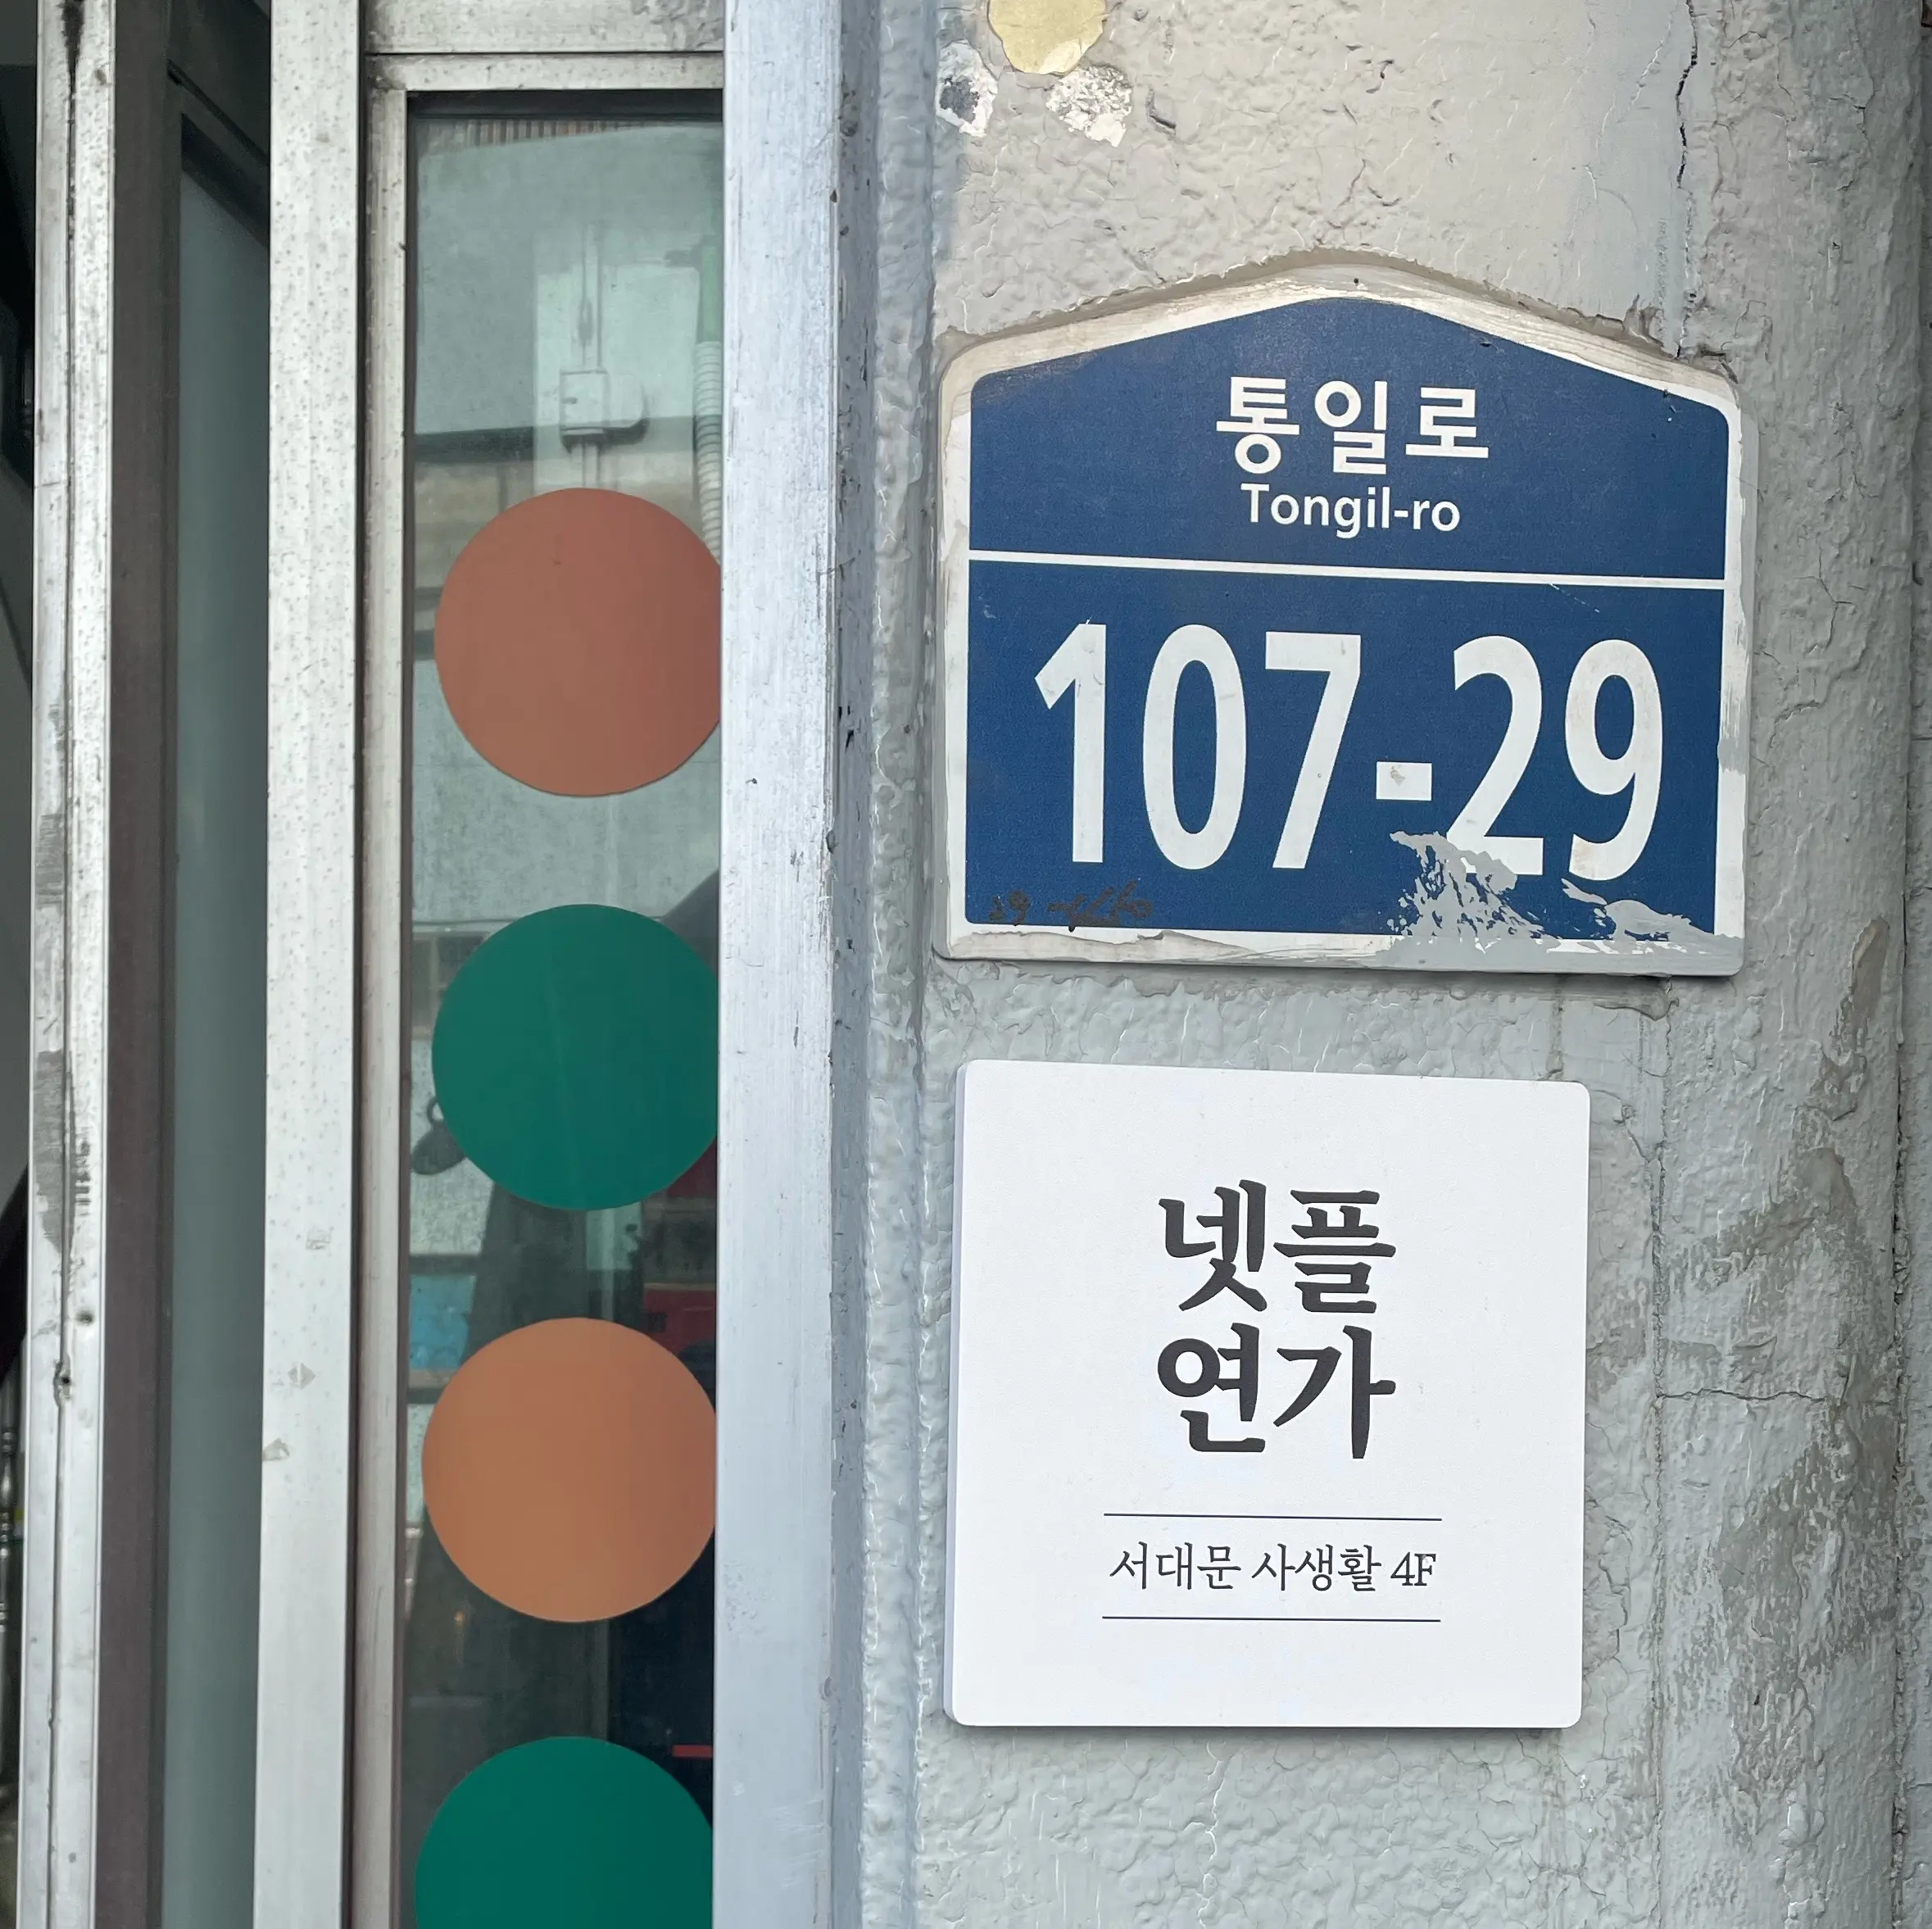 통일로
Tongil-ro
107-29
넷플
연가
서대문 사생활 4F